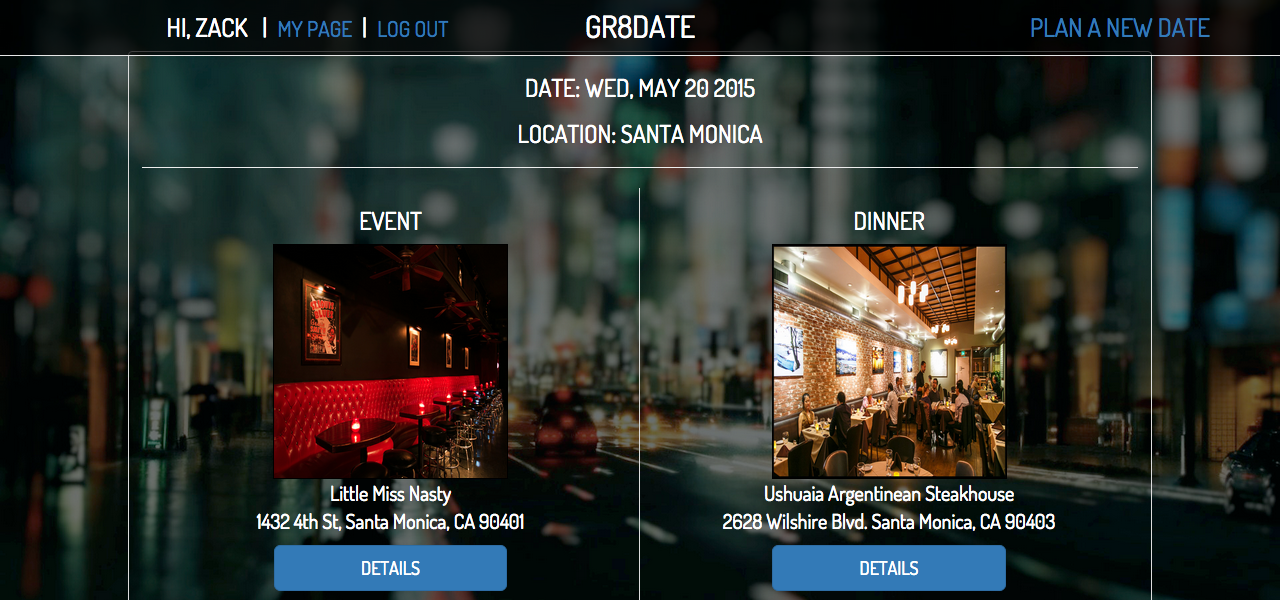 HI, ZACK | MY PAGE | LOG OUT
GR8DATE
PLAN A NEW DATE
DATE: WED, MAY 20 2015
LOCATION: SANTA MONICA
EVENT
Little Miss Nasty
1432 4th St, Santa Monica, CA 90401
DETAILS
DINNER
Ushuaia Argentinean Steakhouse
2628 Wilshire Blvd. Santa Monica, CA 90403
DETAILS